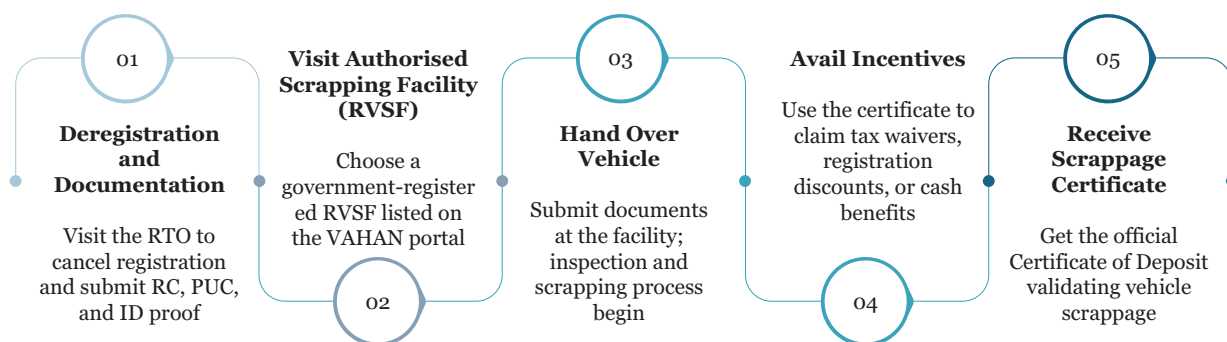 01
Deregistration
and
Documentation
Visit the RTO to
cancel registration
and submit RC, PUC,
and ID proof
Visit Authorised
Scrapping Facility
(RVSF)
Choose a
government-register
ed RVSF listed on
the VAHAN portal
02
03
Hand Over
Vehicle
Submit documents
at the facility;
inspection and
scrapping process
begin
Avail Incentives
Use the certificate to
claim tax waivers,
registration
discounts, or cash
benefits
04
05
Receive
Scrappage
Certificate
Get the official
Certificate of Deposit
validating vehicle
scrappage